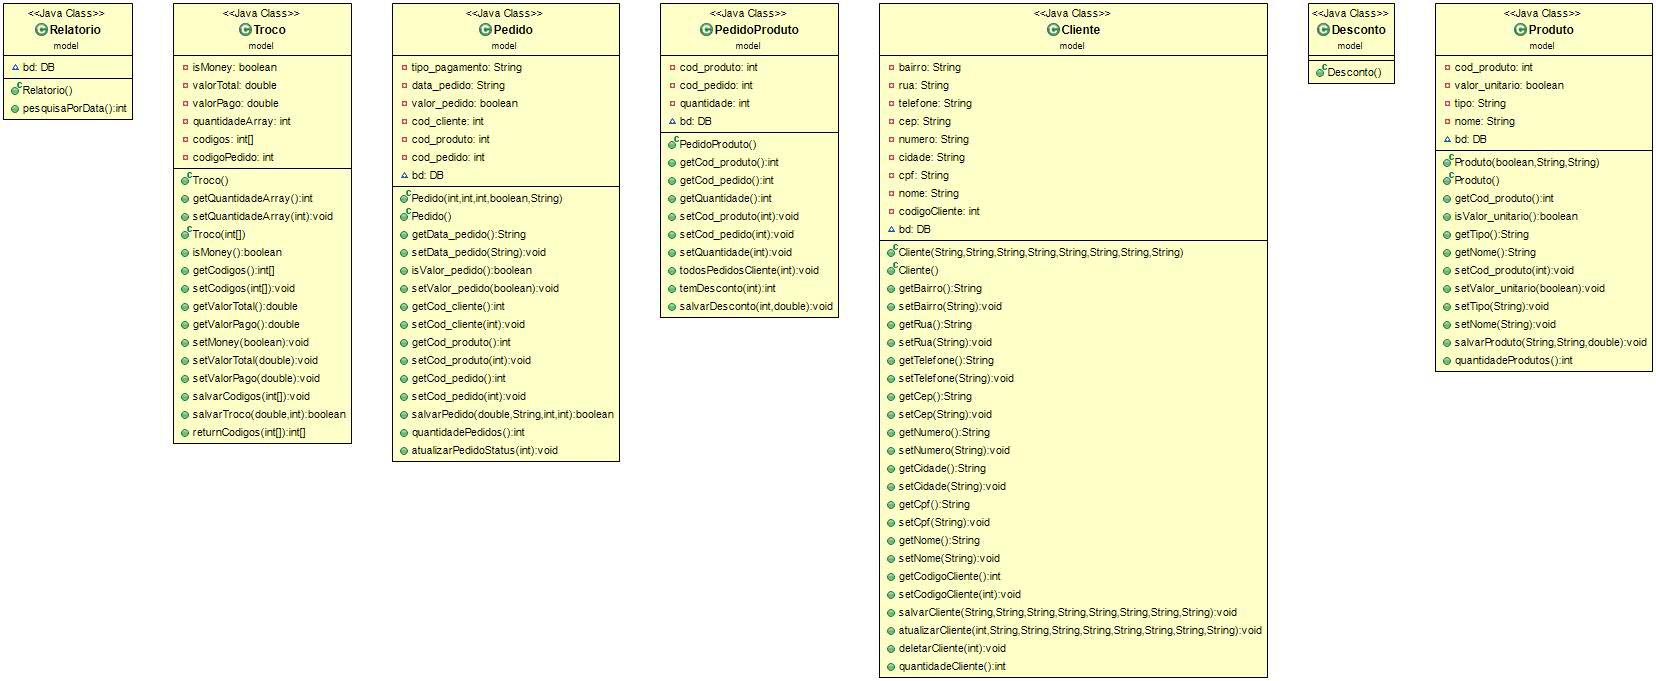 <<Java Class>>
Relatorio
model
bd: DB
Relatorio()
pesquisaPorData():int
<<Java Class>>
Troco
model
isMoney: boolean
valorTotal: double
valorPago: double
quantidadeArray: int
codigos: int[]
codigoPedido: int
Troco()
getQuantidadeArray():int
setQuantidadeArray(int):void
Troco(int[])
isMoney():boolean
getCodigos():int[]
setCodigos(int[]):void
getValorTotal():double
getValorPago():double
setMoney(boolean):void
setValorTotal(double):void
setValorPago(double):void
salvarCodigos(int[]):void
salvarTroco(double,int):boolean
returnCodigos(int[]):int[]
<<Java Class>>
Pedido
model
tipo_pagamento: String
data_pedido: String
valor_pedido: boolean
cod_cliente: int
cod_produto: int
cod_pedido: int
bd: DB
Pedido(int,int,int,boolean,String)
Pedido()
getData_pedido():String
setData_pedido(String):void
isValor_pedido():boolean
setValor_pedido(boolean):void
getCod_cliente():int
setCod_cliente(int):void
getCod_produto():int
setCod_produto(int):void
getCod_pedido():int
setCod_pedido(int):void
salvarPedido(double,String,int,int):boolean
quantidadePedidos():int
atualizarPedidoStatus(int):void
<<Java Class>>
PedidoProduto
model
cod_produto: int
cod_pedido: int
quantidade: int
bd: DB
PedidoProduto()
getCod_produto():int
getCod_pedido():int
getQuantidade():int
setCod_produto(int):void
setCod_pedido(int):void
setQuantidade(int):void
todosPedidosCliente(int):void
temDesconto(int):int
salvarDesconto(int,double):void
<<Java Class>>
Cliente
model
bairro: String
rua: String
telefone: String
cep: String
numero: String
cidade: String
cpf: String
nome: String
codigoCliente: int
bd: DB
Cliente(String,String,String,String,String,String,String,String)
Cliente()
getBairro():String
setBairro(String):void
getRua():String
setRua(String):void
getTelefone():String
setTelefone(String):void
getCep():String
setCep(String):void
getNumero():String
setNumero(String):void
getCidade():String
setCidade(String):void
getCpf():String
setCpf(String):void
getNome():String
setNome(String):void
getCodigoCliente():int
setCodigoCliente(int):void
salvarCliente(String,String,String,String,String,String,String,String):void
atualizarCliente(int,String,String,String,String,String,String,String,String):void
deletarCliente(int):void
quantidadeCliente():int
<<Java Class>>
Desconto
model
Desconto()
<<Java Class>>
Produto
model
cod_produto: int
valor_unitario: boolean
tipo: String
nome: String
bd: DB
Produto(boolean,String,String)
Produto()
getCod_produto():int
isValor_unitario():boolean
getTipo():String
getNome():String
setCod_produto(int):void
setValor_unitario(boolean):void
setTipo(String):void
setNome(String):void
salvarProduto(String,String,double):void
quantidadeProdutos():int